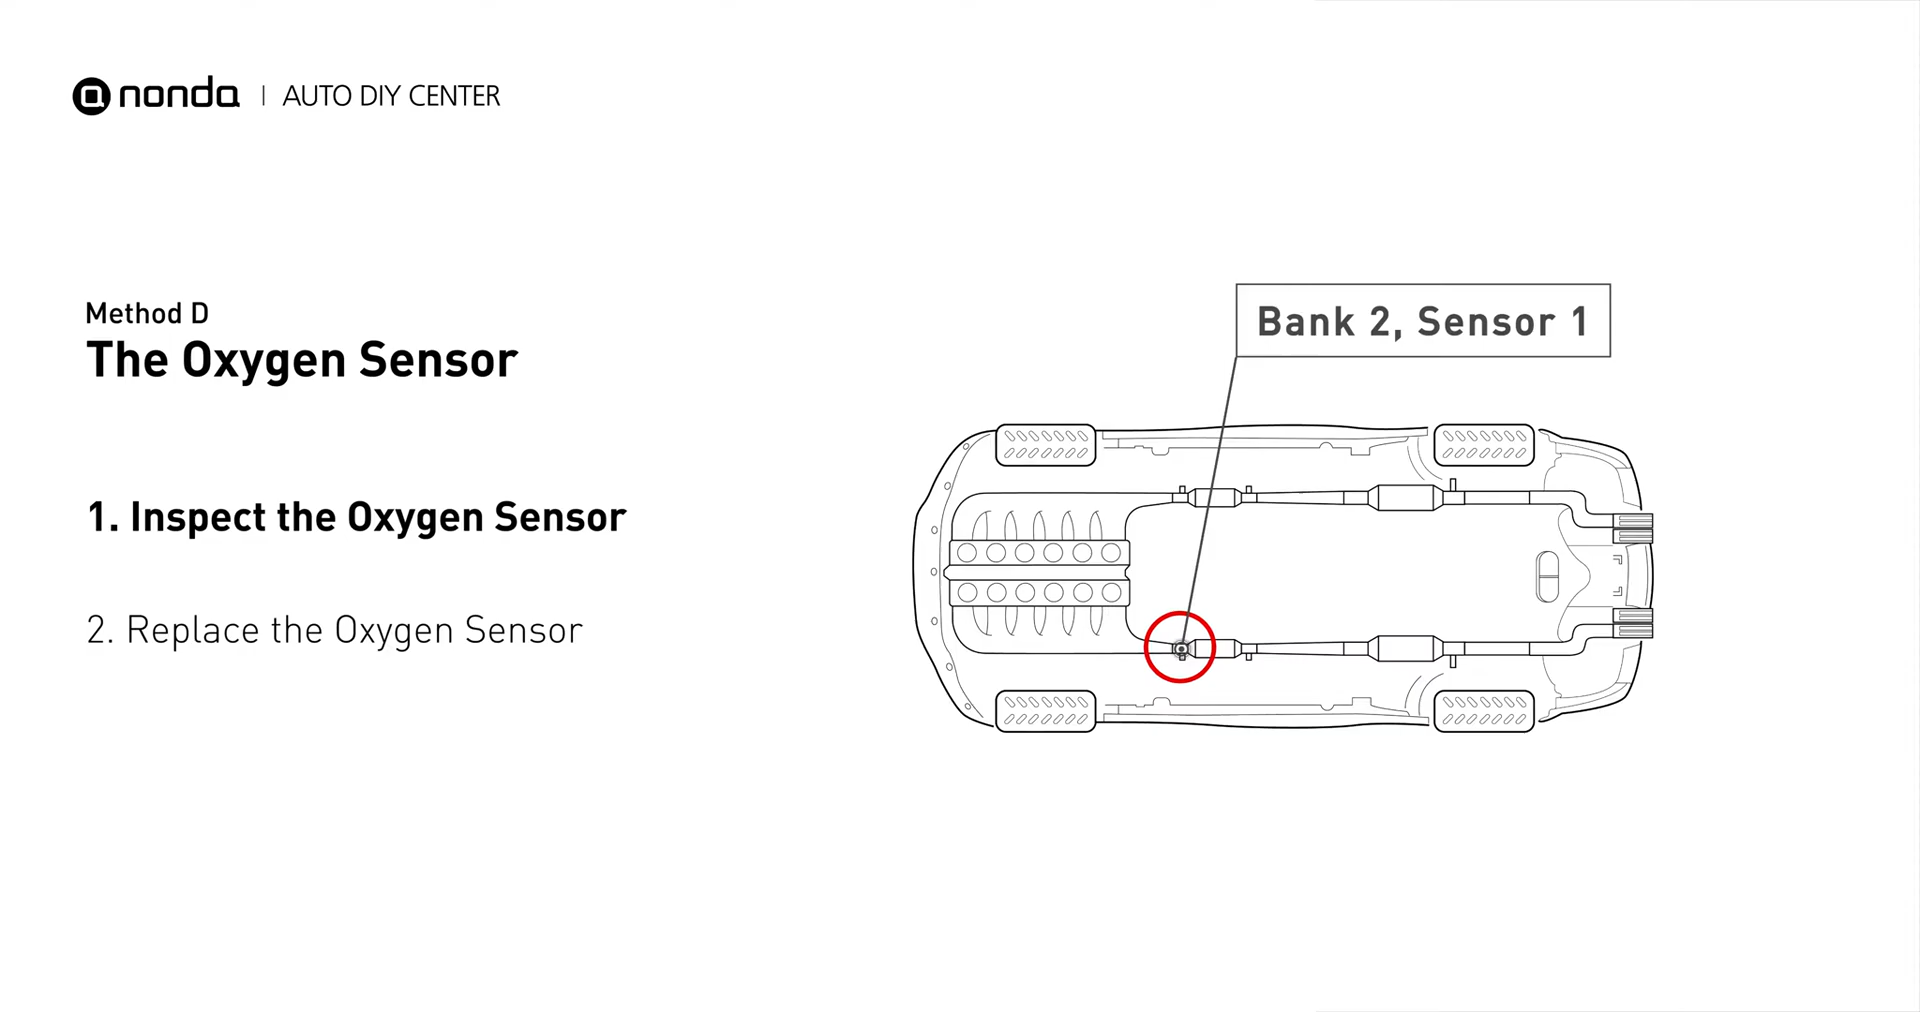 nonda | AUTO DIY CENTER
Method D
The Oxygen Sensor
Bank 2, Sensor 1
1. Inspect the Oxygen Sensor
2. Replace the Oxygen Sensor